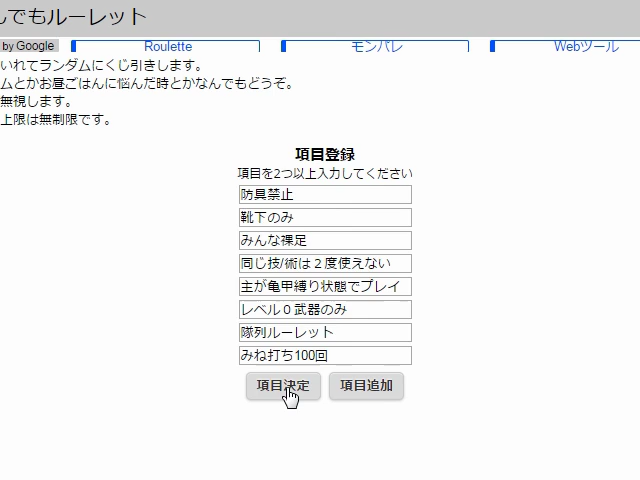 んでもルーレット
by Google
Roulette
モンパレ
Webツール
いれてランダムにくじ引きします。
ムとかお昼ごはんに悩んだ時とかなんでもどうぞ。
無視します。
上限は無制限です。
項目登録
項目を2つ以上入力してください
防具禁止
靴下のみ
みんな裸足
同じ技/術は２度使えない
主が亀甲縛り状態でプレイ
レベル０武器のみ
隊列ルーレット
みね打ち100回
項目決定
項目追加